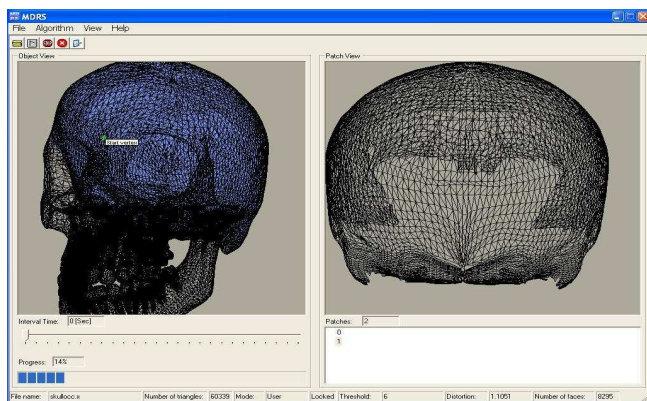 MDRS
File Algorithm View Help
Object View
Start vertex
Interval Time: 0 [Sec]
Progress: 14%
Patch View
Patches: 2
0
1
File name: skullocc.x Number of triangles: 60339 Mode: User Locked Threshold: 6 Distortion: 1.1051 Number of faces: 8295